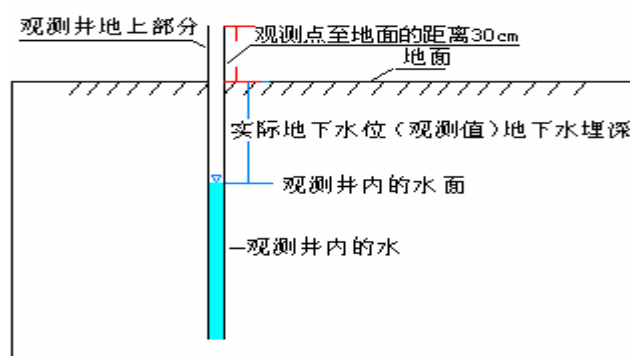 观测井地上部分
观测点至地面的距离30cm
地面
实际地下水位(观测值)地下水埋深
观测井内的水面
观测井内的水